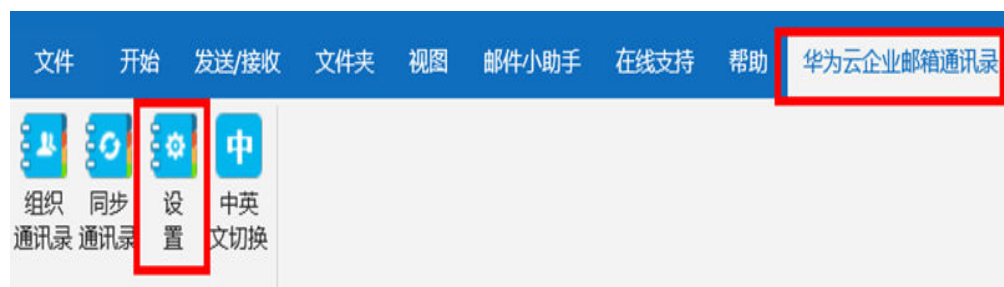 文件 开始 发送/接收 文件夹 视图 邮件小助手 在线支持 帮助 华为云企业邮箱通讯录
中
组织 同步 设 中英
通讯录 通讯录 置 文切换